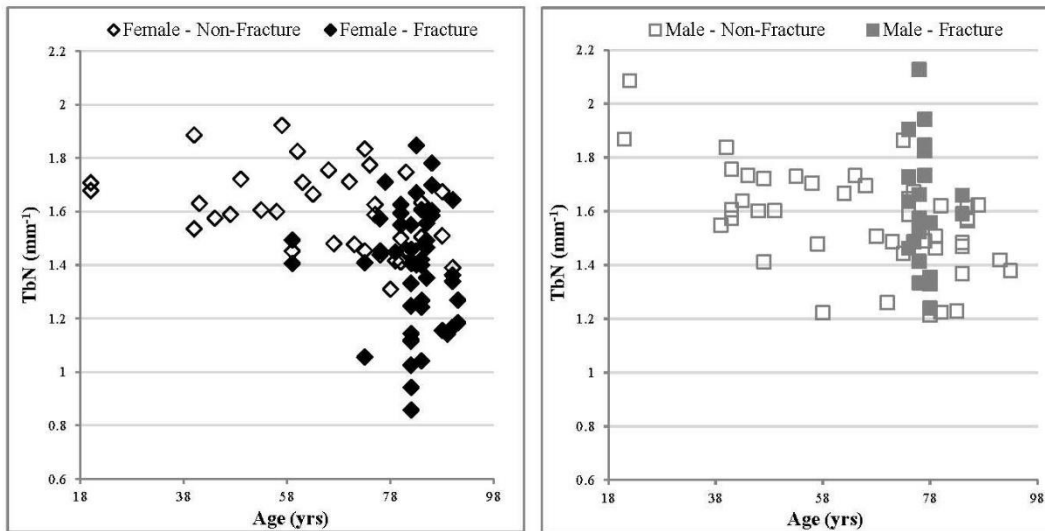 Female - Non-Fracture Female - Fracture
2.2
2
1.8
1.6
1.4
1.2
1
0.8
0.6
TbN (mm⁻¹)
18 38 58 78 98
Age (yrs)
Male - Non-Fracture Male - Fracture
2.2
2
1.8
1.6
1.4
1.2
1
0.8
0.6
TbN (mm⁻¹)
18 38 58 78 98
Age (yrs)